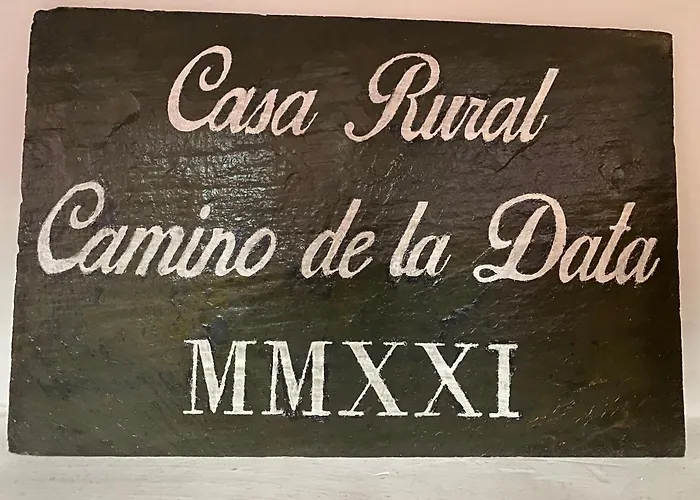 Casa Rural
Camino de la Data
MMXXI